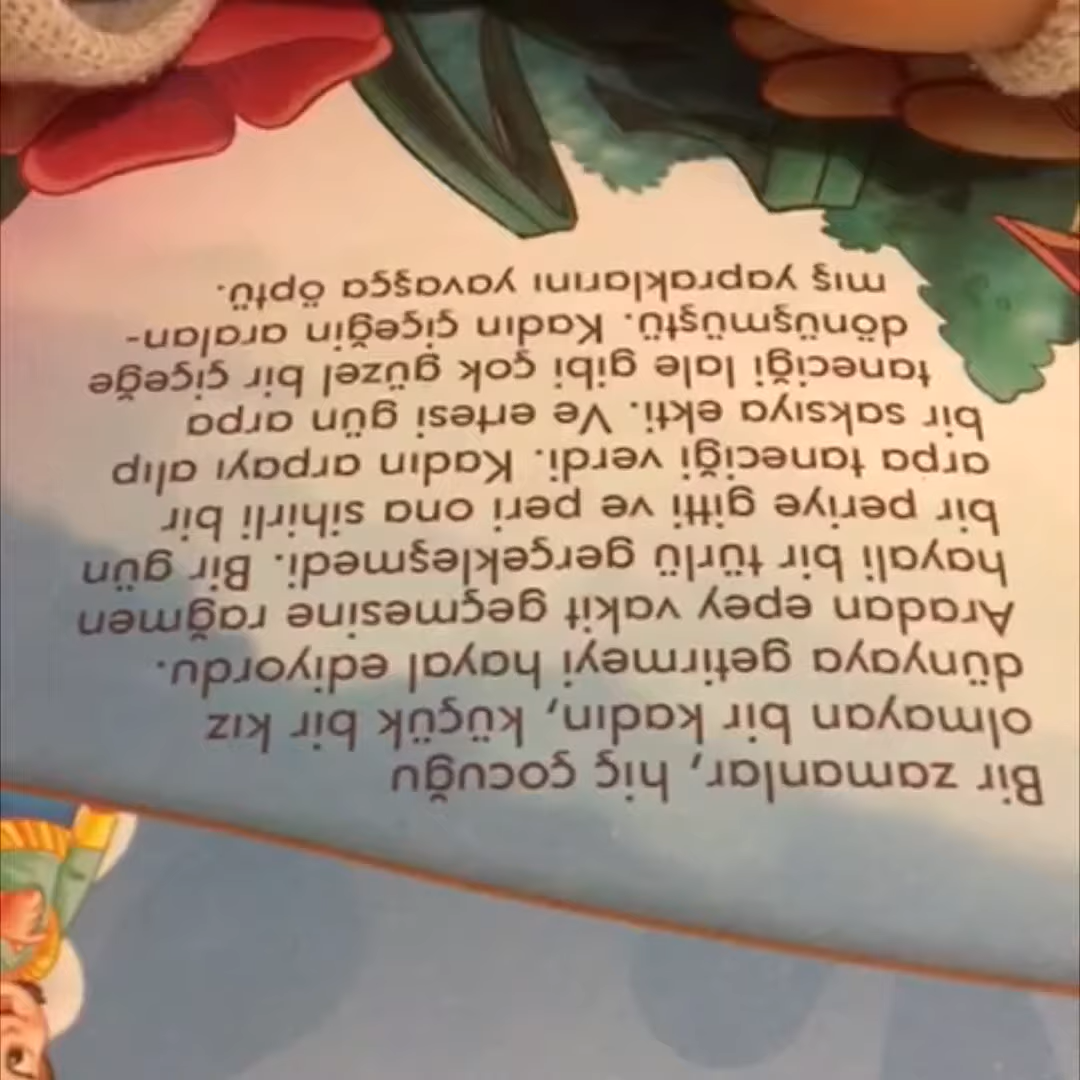 Bir zamanlar, hiç çocuğu
olmayan bir kadın, küçük bir kız
dünyaya getirmeyi hayal ediyordu.
Aradan epey vakit geçmesine rağmen
hayali bir türlü gerçekleşmedi. Bir gün
bir periye gitti ve peri ona sihirli bir
arpa taneciği verdi. Kadın arpayı alıp
bir saksıya ekti. Ve ertesi gün arpa
taneciği lale gibi çok güzel bir çiçeğe
dönüşmüştü. Kadın çiçeğin aralan-
mış yapraklarını yavaşça öptü.